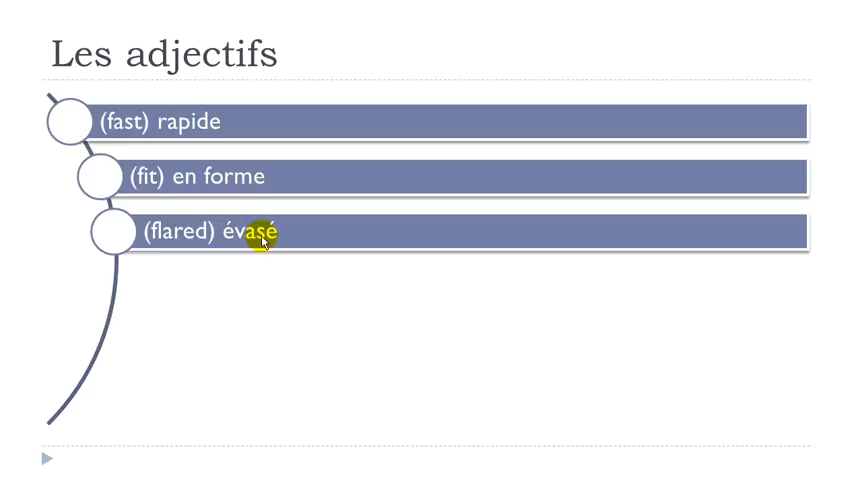 Les adjectifs
(fast) rapide
(fit) en forme
(flared) évasé